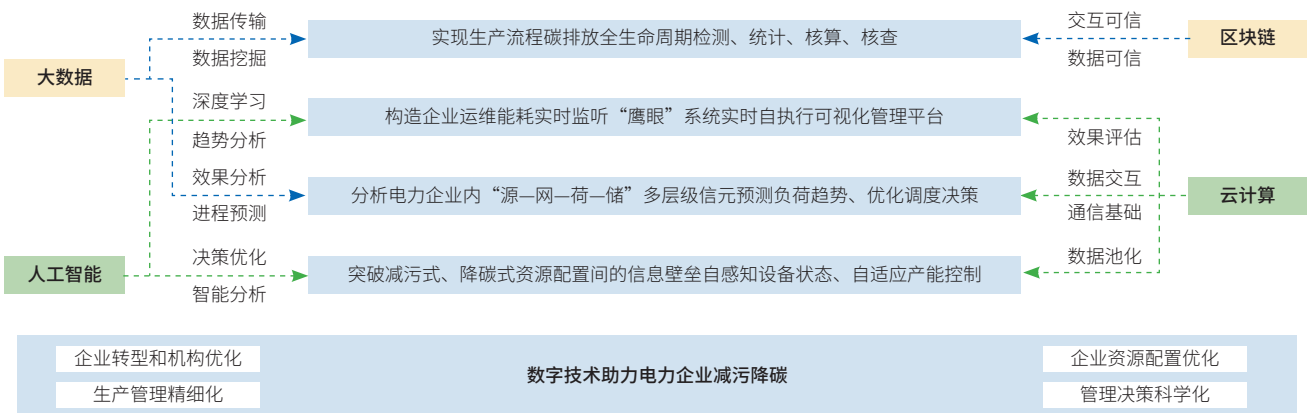 数据传输
数据挖掘
大数据
深度学习
趋势分析
效果分析
进程预测
人工智能
决策优化
智能分析
实现生产流程碳排放全生命周期检测、统计、核算、核查
构造企业运维能耗实时监听“鹰眼”系统实时自执行可视化管理平台
分析电力企业内“源—网—荷—储”多层级信元预测负荷趋势、优化调度决策
突破减污式、降碳式资源配置间的信息壁垒自感知设备状态、自适应产能控制
交互可信
数据可信
区块链
效果评估
数据交互
通信基础
云计算
数据池化
企业转型和机构优化
生产管理精细化
数字技术助力电力企业减污降碳
企业资源配置优化
管理决策科学化